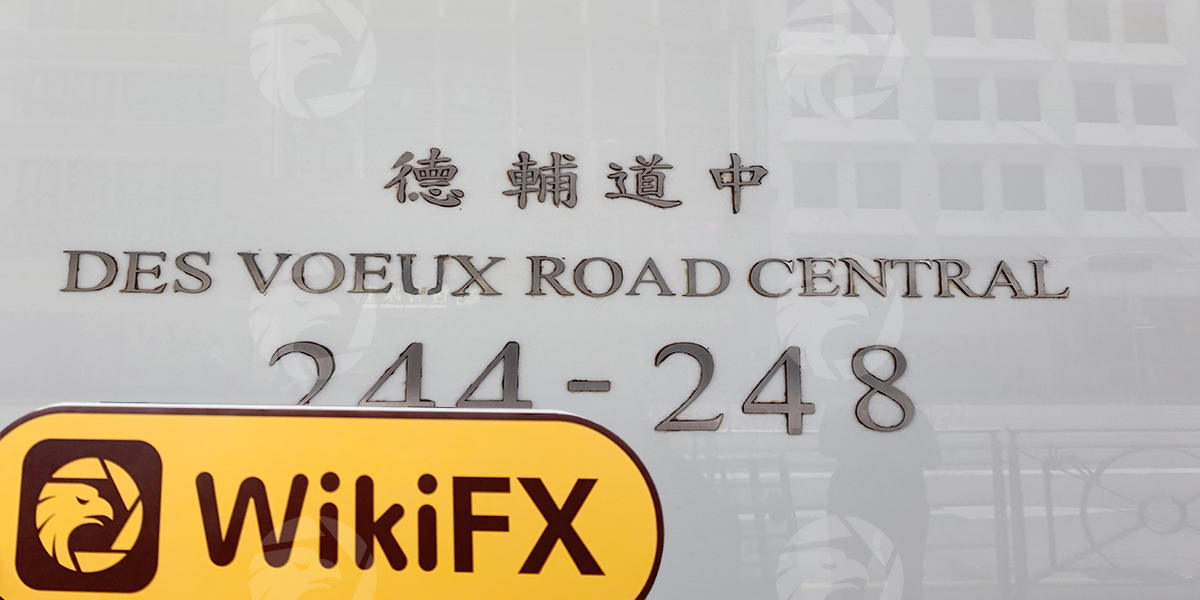 德輔道中
DES VOEUX ROAD CENTRAL
244-248
WikiFX